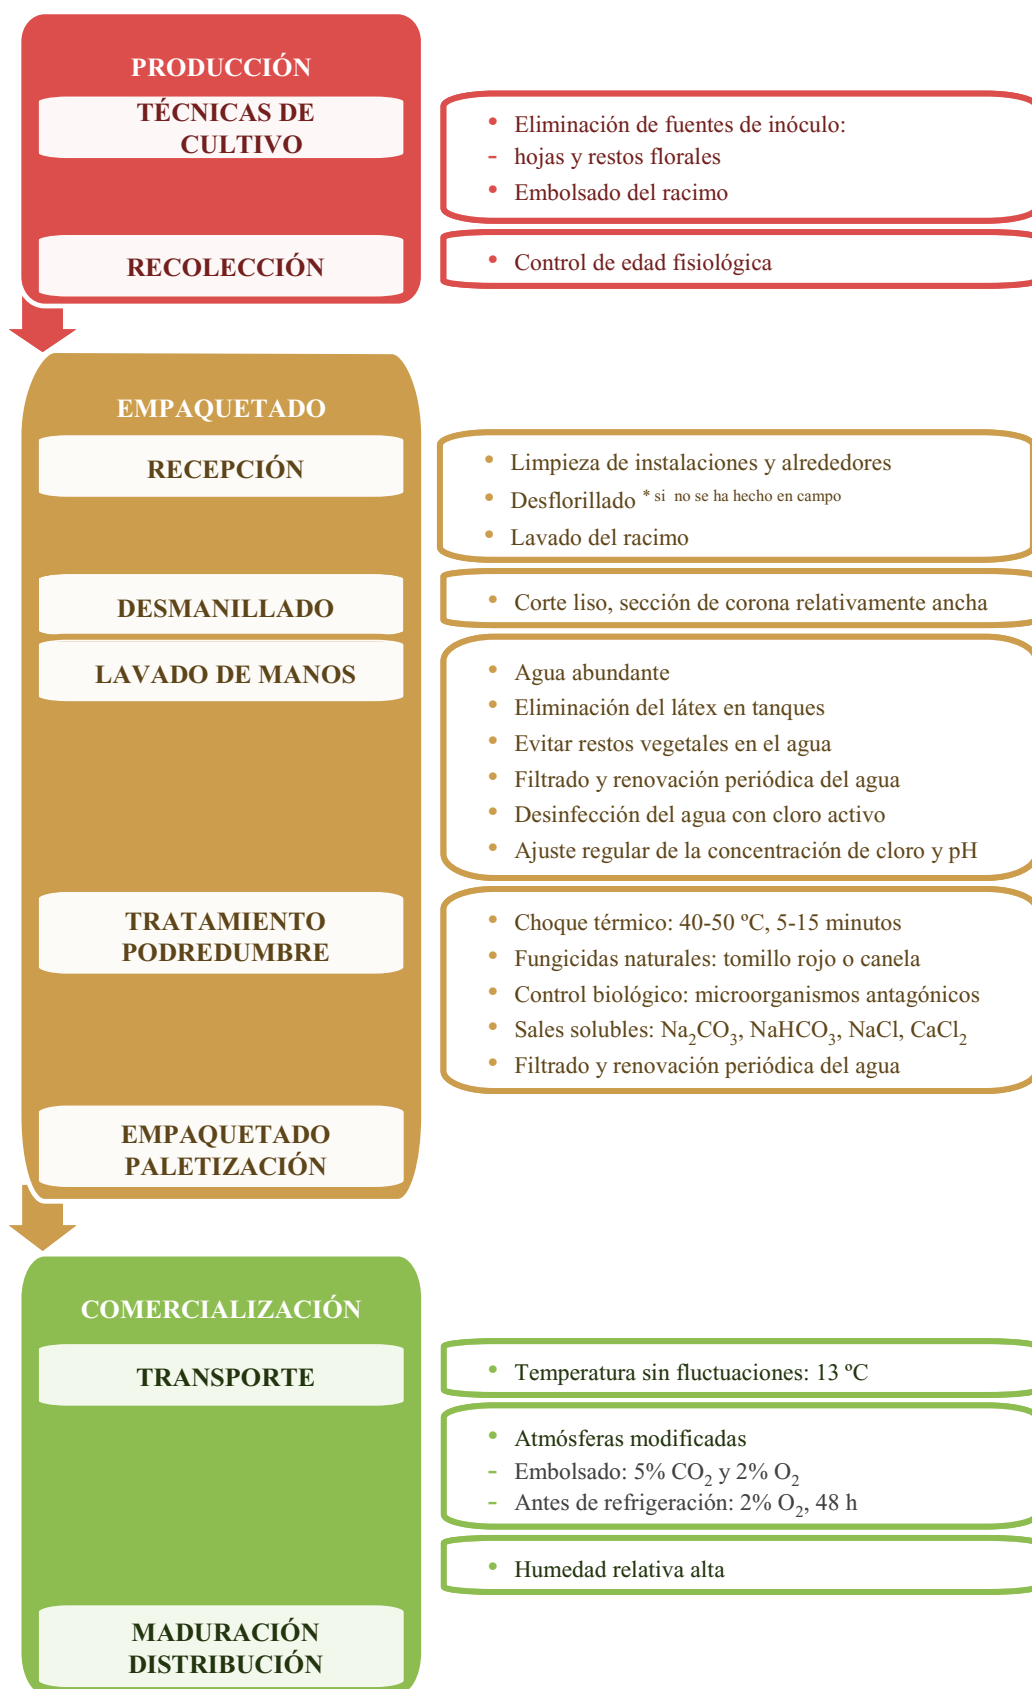 PRODUCCIÓN
TÉCNICAS DE
CULTIVO
• Eliminación de fuentes de inóculo:
- hojas y restos florales
• Embolsado del racimo
RECOLECCIÓN
• Control de edad fisiológica
EMPAQUETADO
RECEPCIÓN
• Limpieza de instalaciones y alrededores
• Desflorillado * si no se ha hecho en campo
• Lavado del racimo
DESMANILLADO
• Corte liso, sección de corona relativamente ancha
LAVADO DE MANOS
• Agua abundante
• Eliminación del látex en tanques
• Evitar restos vegetales en el agua
• Filtrado y renovación periódica del agua
• Desinfección del agua con cloro activo
• Ajuste regular de la concentración de cloro y pH
TRATAMIENTO
PODREDUMBRE
• Choque térmico: 40-50 ºC, 5-15 minutos
• Fungicidas naturales: tomillo rojo o canela
• Control biológico: microorganismos antagónicos
• Sales solubles: Na₂CO₃, NaHCO₃, NaCl, CaCl₂
• Filtrado y renovación periódica del agua
EMPAQUETADO
PALETIZACIÓN
COMERCIALIZACIÓN
TRANSPORTE
• Temperatura sin fluctuaciones: 13 ºC
• Atmósferas modificadas
- Embolsado: 5% CO₂ y 2% O₂
- Antes de refrigeración: 2% O₂, 48 h
• Humedad relativa alta
MADURACIÓN
DISTRIBUCIÓN